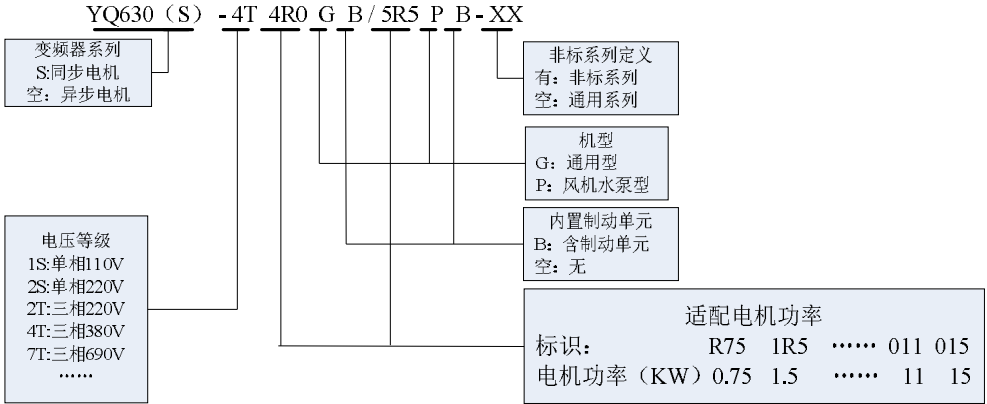 YQ630（S）-4T 4R0 G B/5R5 P B-XX
变频器系列
S:同步电机
空：异步电机
非标系列定义
有：非标系列
空：通用系列
机型
G：通用型
P：风机水泵型
内置制动单元
B：含制动单元
空：无
电压等级
1S:单相110V
2S:单相220V
2T:三相220V
4T:三相380V
7T:三相690V
……
适配电机功率
标识： R75 1R5 …… 011 015
电机功率（KW）0.75 1.5 …… 11 15